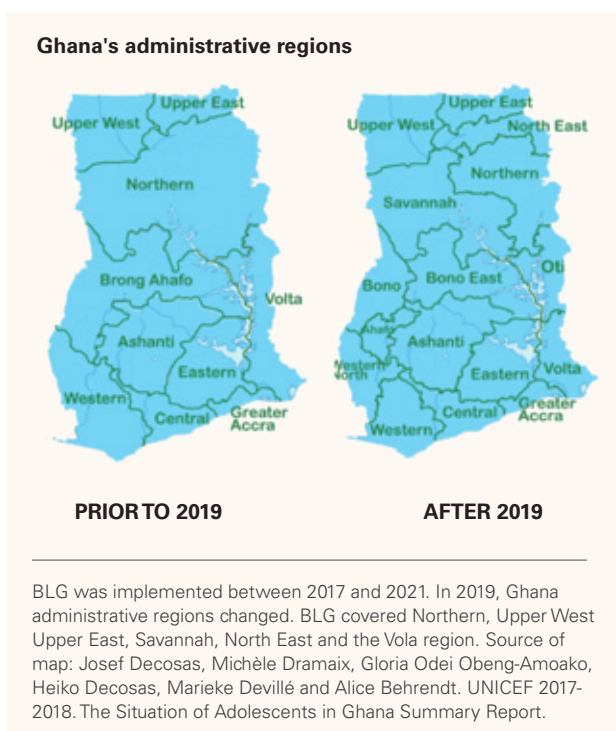 Ghana's administrative regions
Upper East
Upper West
Northern
Brong Ahafo
Volta
Ashanti
Eastern
Western
Central
Greater
Accra
Upper East
Upper West
North East
Northern
Savannah
Oti
Bono East
Bono
Ahafo
Ashanti
Western
North
Eastern
Volta
Greater
Accra
Central
Western
PRIOR TO 2019
AFTER 2019
BLG was implemented between 2017 and 2021. In 2019, Ghana
administrative regions changed. BLG covered Northern, Upper West
Upper East, Savannah, North East and the Vola region. Source of
map: Josef Decosas, Michèle Dramaix, Gloria Odei Obeng-Amoako,
Heiko Decosas, Marieke Devillé and Alice Behrendt. UNICEF 2017-
2018. The Situation of Adolescents in Ghana Summary Report.